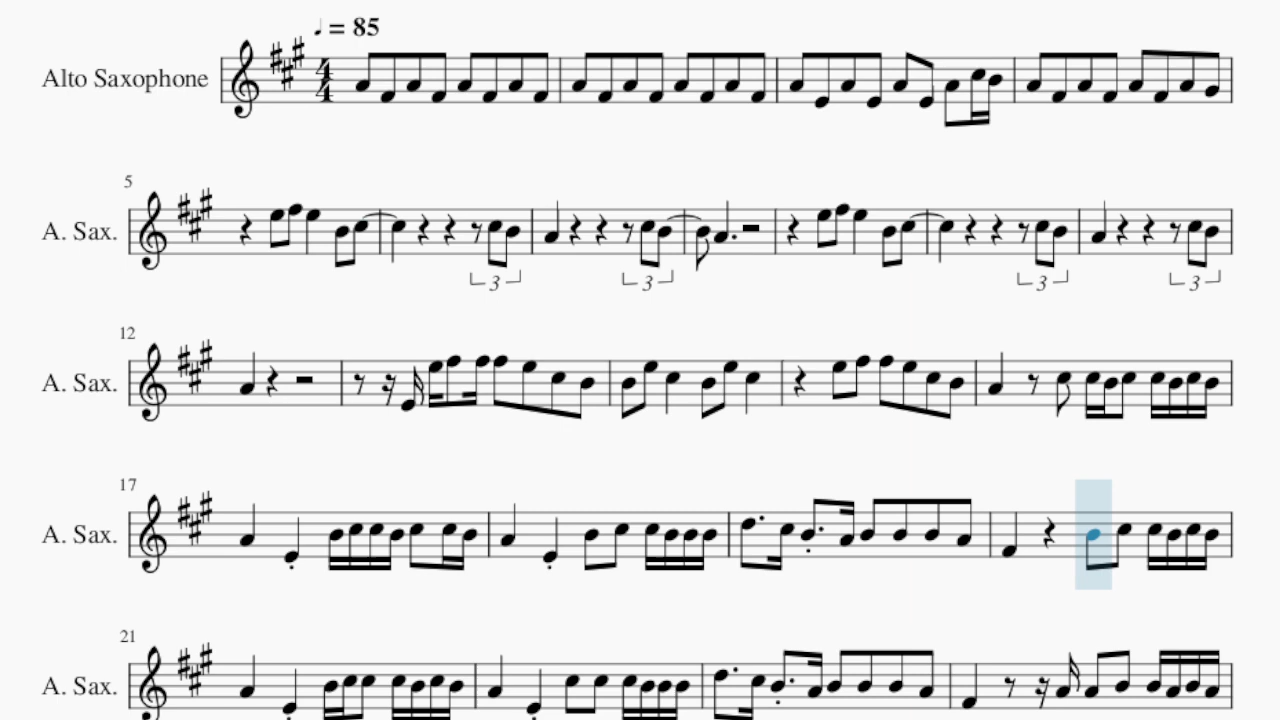 ♩ = 85
Alto Saxophone
4
4
5
A. Sax.
3 3 3 3
12
A. Sax.
17
A. Sax.
21
A. Sax.